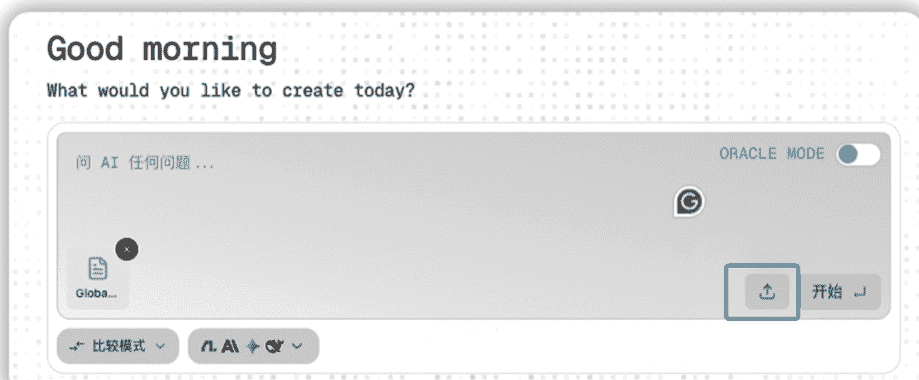 Good morning
What would you like to create today?
问 AI 任何问题...
ORACLE MODE
Globa...
开始
比较模式